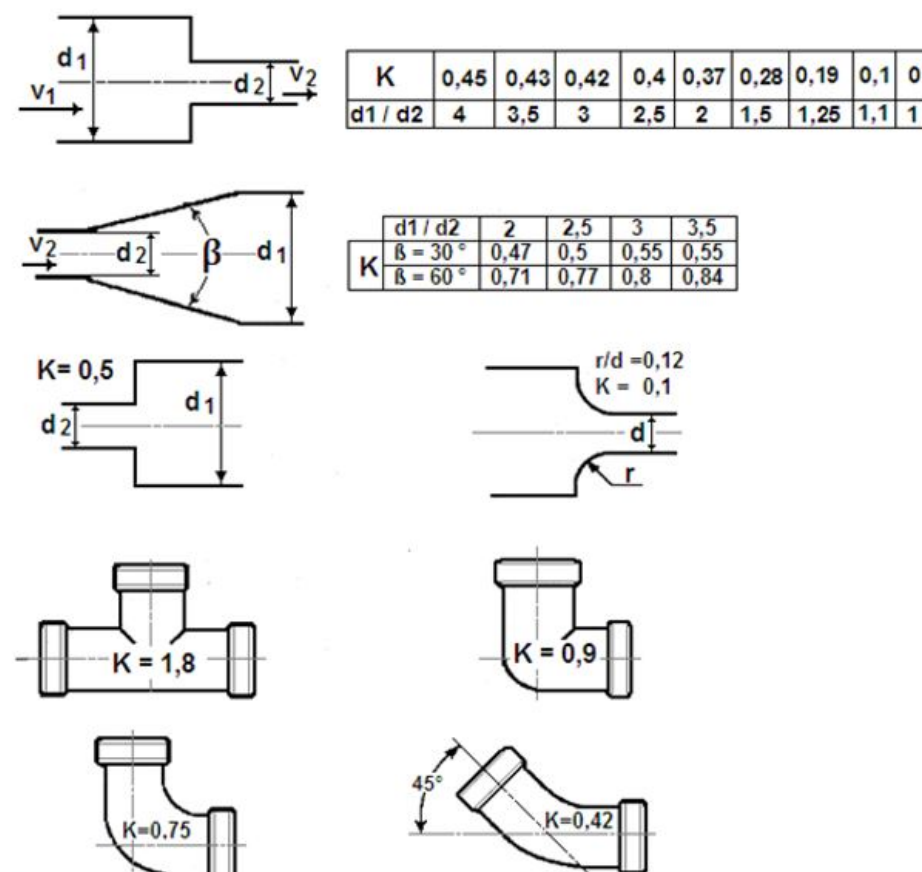 d1
v1
d2
v2
K 0,45 0,43 0,42 0,4 0,37 0,28 0,19 0,1 0
d1 / d2 4 3,5 3 2,5 2 1,5 1,25 1,1 1
v2
d2
β
d1
d1 / d2 2 2,5 3 3,5
K
ß = 30 ° 0,47 0,5 0,55 0,55
ß = 60 ° 0,71 0,77 0,8 0,84
K= 0,5
d2
d1
r/d =0,12
K = 0,1
d
r
K = 1,8
K = 0,9
K=0,75
45°
K=0,42